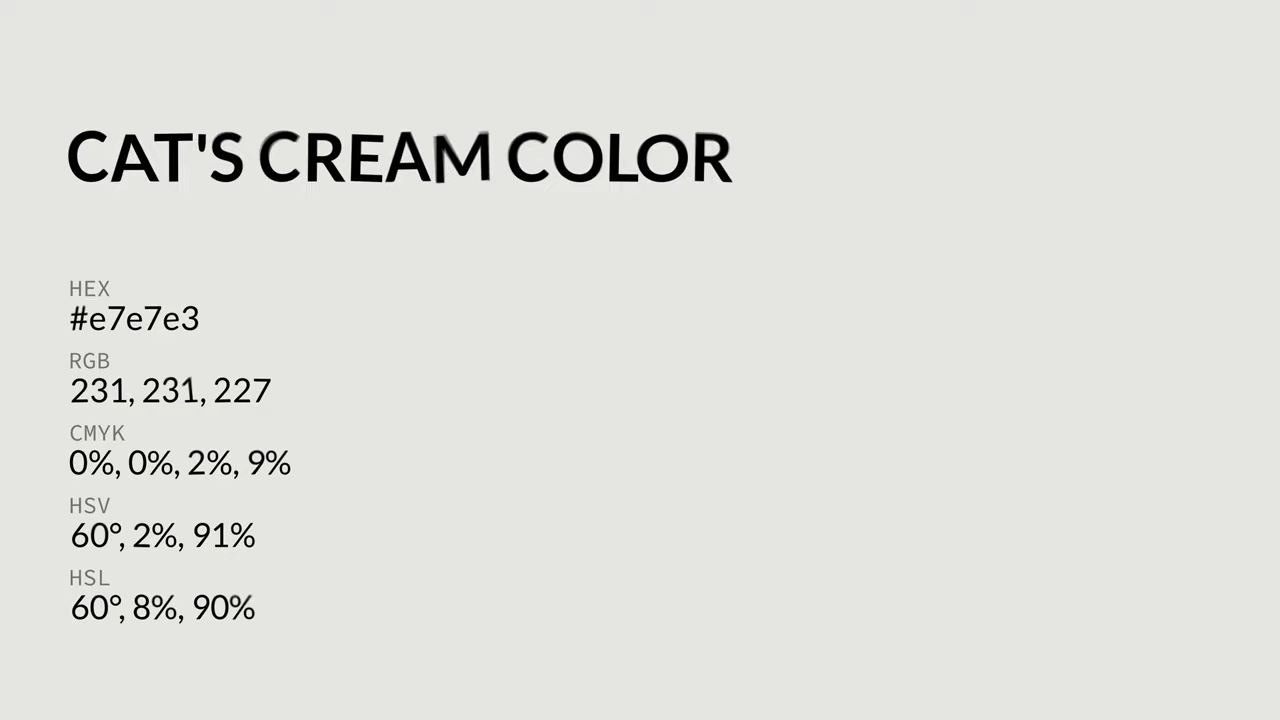 CAT'S CREAM COLOR
HEX
#e7e7e3
RGB
231, 231, 227
CMYK
0%, 0%, 2%, 9%
HSV
60°, 2%, 91%
HSL
60°, 8%, 90%